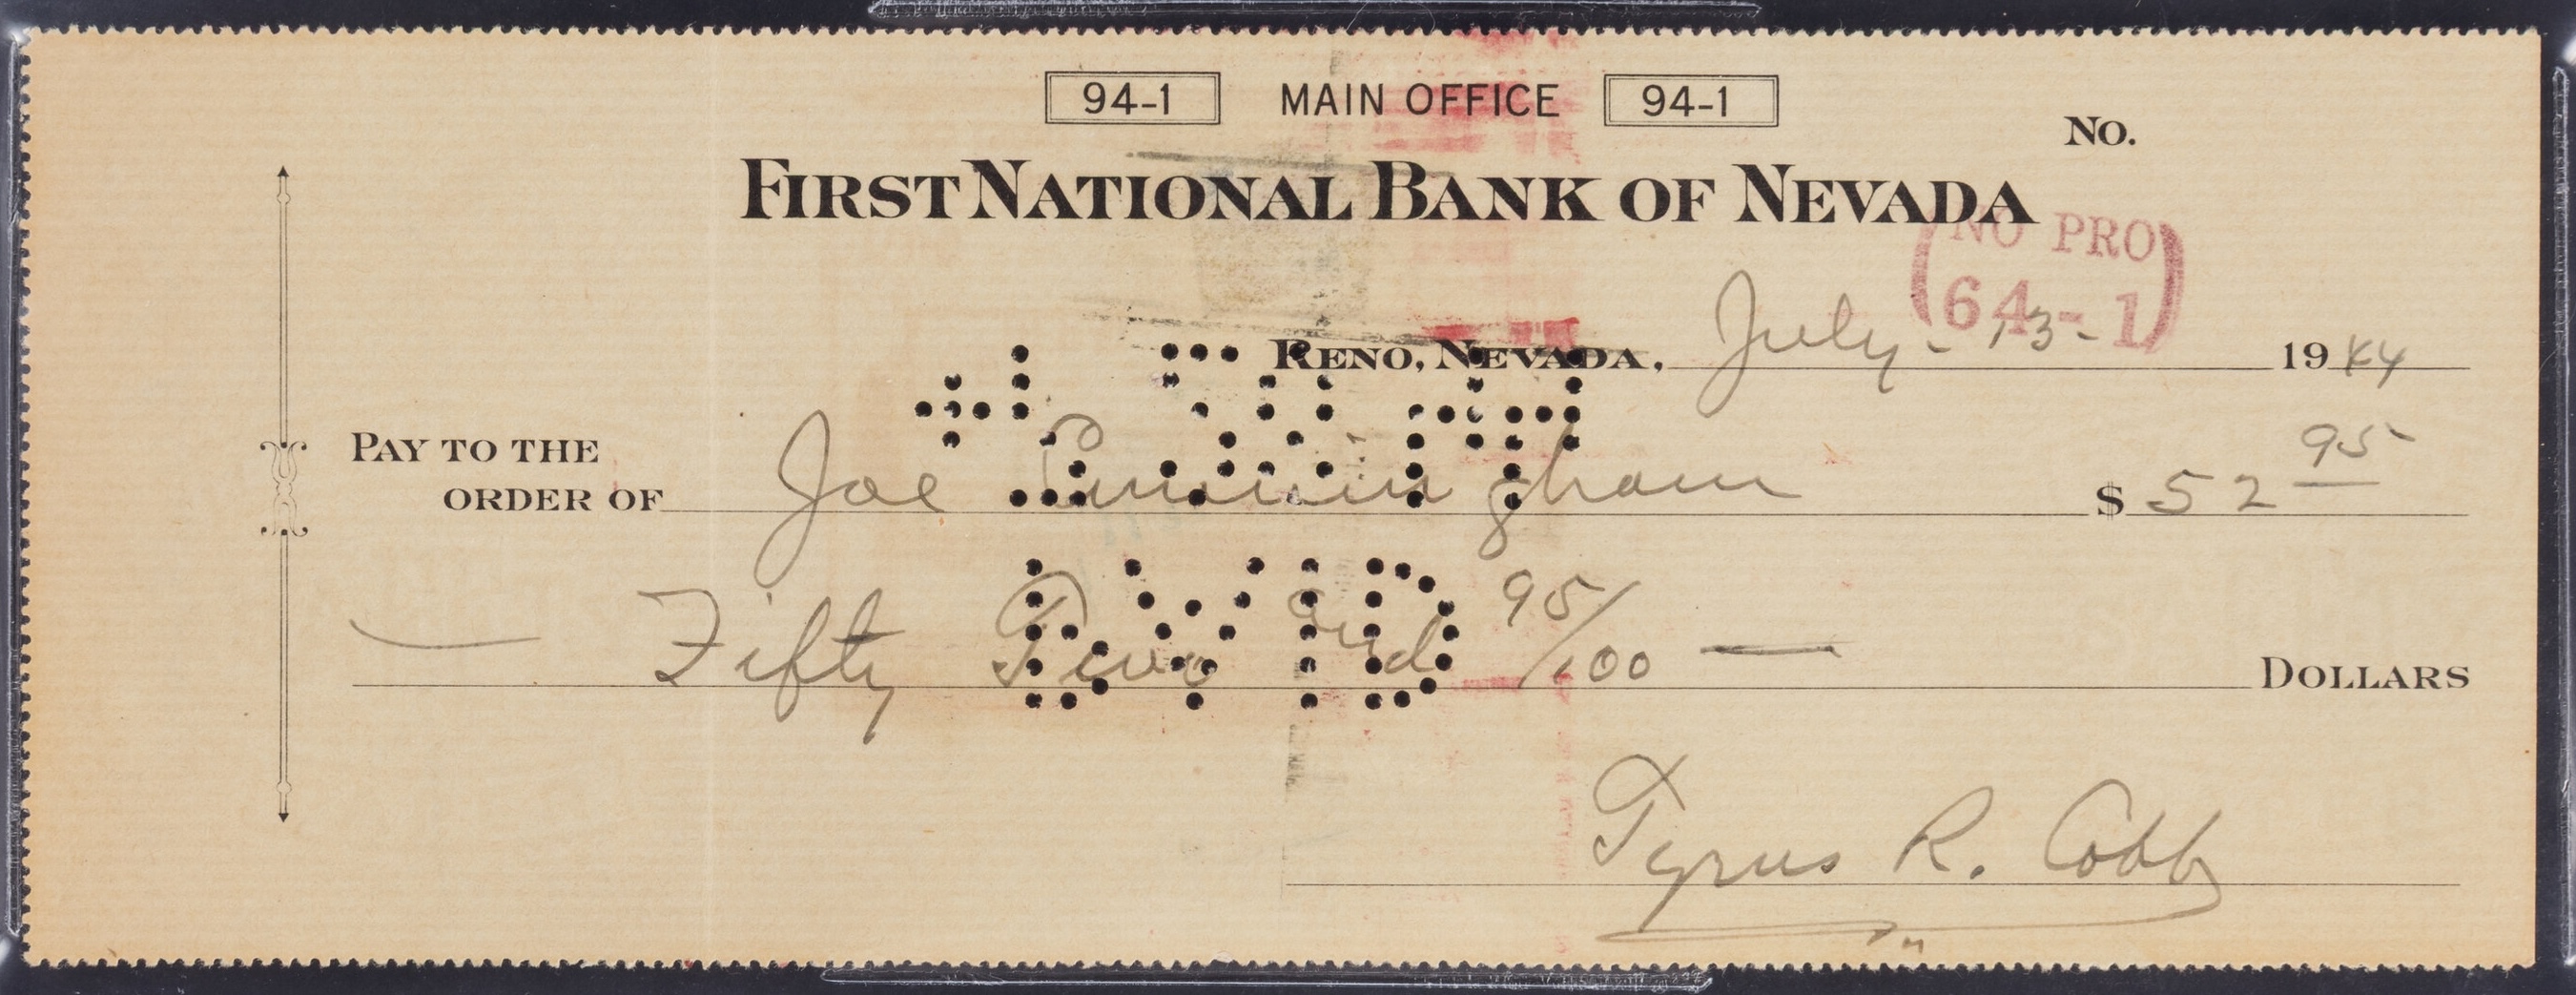 94-1 MAIN OFFICE 94-1
No.
FIRST NATIONAL BANK OF NEVADA
NO PRO
64-1
RENO, NEVADA, July - 13 - 1944
PAY TO THE
ORDER OF Joe Cunningham $ 52 95
Fifty Two and 95/100 — DOLLARS
Tyrus R. Cobb